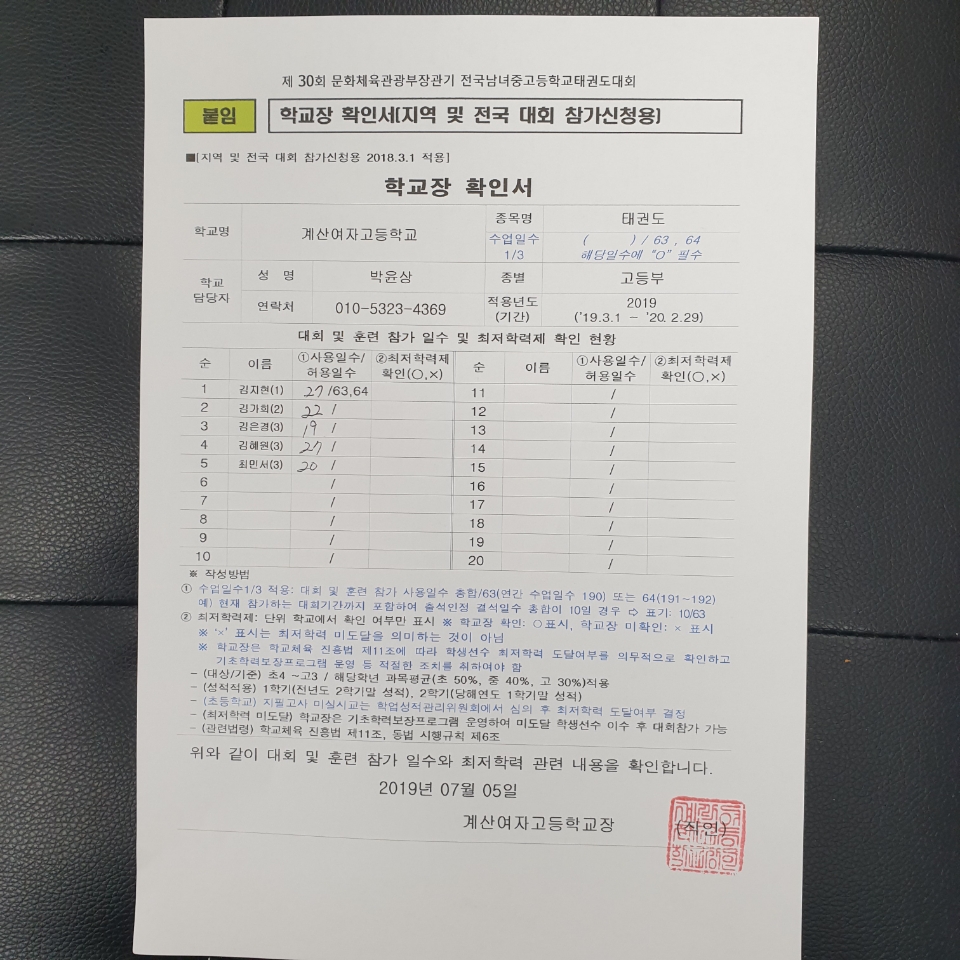 제 30회 문화체육관광부장관기 전국남녀중고등학교태권도대회
붙임 학교장 확인서(지역 및 전국 대회 참가신청용)
■[지역 및 전국 대회 참가신청용 2018.3.1 적용]
학교장 확인서
학교명 계산여자고등학교 종목명 태권도
수업일수 1/3 ( ) / 63 , 64
해당일수에 "O" 필수
학교 담당자 성 명 박윤상 종별 고등부
연락처 010-5323-4369 적용년도 (기간) 2019 ('19.3.1 - '20. 2.29)
대회 및 훈련 참가 일수 및 최저학력제 확인 현황
순 이름 ①사용일수/허용일수 ②최저학력제 확인(○,×) 순 이름 ①사용일수/허용일수 ②최저학력제 확인(○,×)
1 김지현(1) 27 /63,64 11 /
2 김가희(2) 22 / 12 /
3 김은경(3) 19 / 13 /
4 김혜원(3) 27 / 14 /
5 최민서(3) 20 / 15 /
6 / 16 /
7 / 17 /
8 / 18 /
9 / 19 /
10 / 20 /
※ 작성방법
① 수업일수1/3 적용: 대회 및 훈련 참가 사용일수 총합/63(연간 수업일수 190) 또는 64(191~192)
예) 현재 참가하는 대회기간까지 포함하여 출석인정 결석일수 총합이 10일 경우 ⇨ 표기: 10/63
② 최저학력제: 단위 학교에서 확인 여부만 표시 ※ 학교장 확인: ○표시, 학교장 미확인: × 표시
※ '×' 표시는 최저학력 미도달을 의미하는 것이 아님
※ 학교장은 학교체육 진흥법 제11조에 따라 학생선수 최저학력 도달여부를 의무적으로 확인하고
기초학력보장프로그램 운영 등 적절한 조치를 취하여야 함
- (대상/기준) 초4 ~고3 / 해당학년 과목평균(초 50%, 중 40%, 고 30%)적용
- (성적적용) 1학기(전년도 2학기말 성적), 2학기(당해연도 1학기말 성적)
- (초등학교) 지필고사 미실시교는 학업성적관리위원회에서 심의 후 최저학력 도달여부 결정
- (최저학력 미도달) 학교장은 기초학력보장프로그램 운영하여 미도달 학생선수 이수 후 대회참가 가능
- (관련법령) 학교체육 진흥법 제11조, 동법 시행규칙 제6조
위와 같이 대회 및 훈련 참가 일수와 최저학력 관련 내용을 확인합니다.
2019년 07월 05일
계산여자고등학교장 (직인)